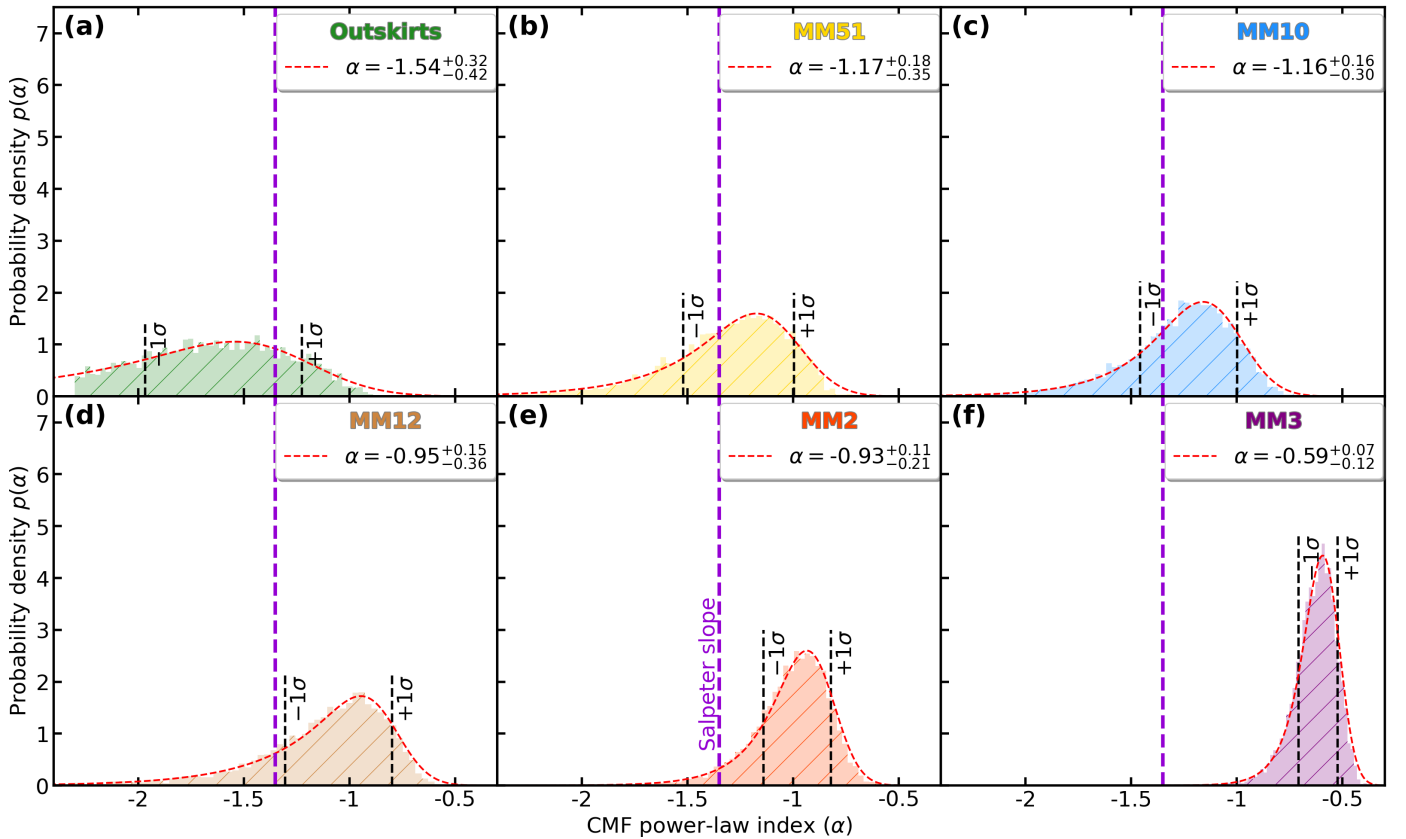 (a)
Outskirts
α = -1.54 +0.32 −0.42
(b)
MM51
α = -1.17 +0.18 −0.35
(c)
MM10
α = -1.16 +0.16 −0.30
Probability density p(α)
7
6
5
4
3
2
1
0
−1σ
+1σ
−1σ
+1σ
−1σ
+1σ
(d)
MM12
α = -0.95 +0.15 −0.36
(e)
MM2
α = -0.93 +0.11 −0.21
(f)
MM3
α = -0.59 +0.07 −0.12
Probability density p(α)
7
6
5
4
3
2
1
0
−1σ
+1σ
Salpeter slope
−1σ
+1σ
−1σ
+1σ
-2 -1.5 -1 -0.5
-2 -1.5 -1 -0.5
-2 -1.5 -1 -0.5
CMF power-law index (α)